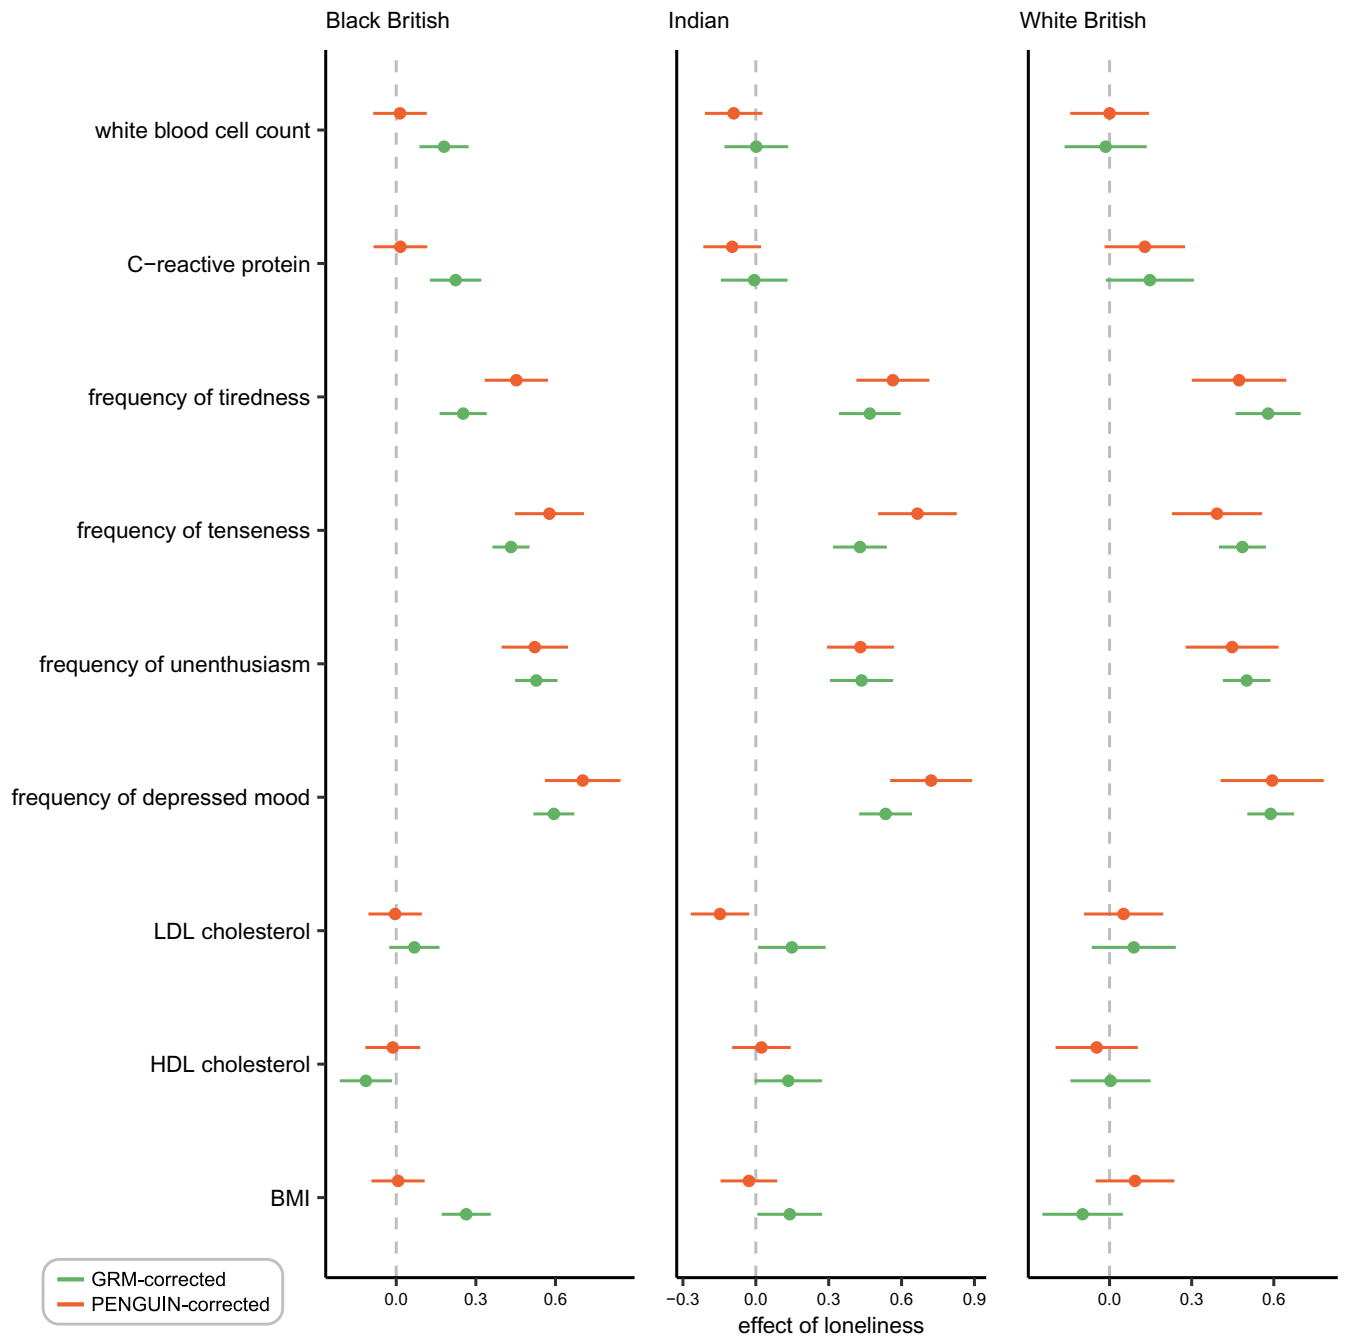 Black British
Indian
White British
white blood cell count
C−reactive protein
frequency of tiredness
frequency of tenseness
frequency of unenthusiasm
frequency of depressed mood
LDL cholesterol
HDL cholesterol
BMI
GRM-corrected
PENGUIN-corrected
0.0 0.3 0.6
−0.3 0.0 0.3 0.6 0.9
0.0 0.3 0.6
effect of loneliness